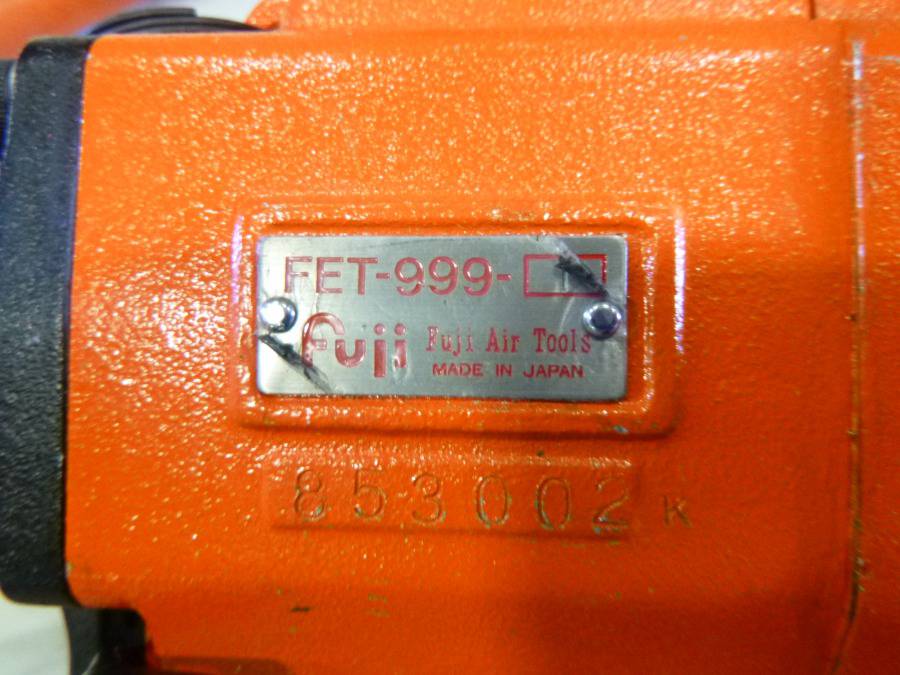 FET-999-
fuji Fuji Air Tools
MADE IN JAPAN
853002 K